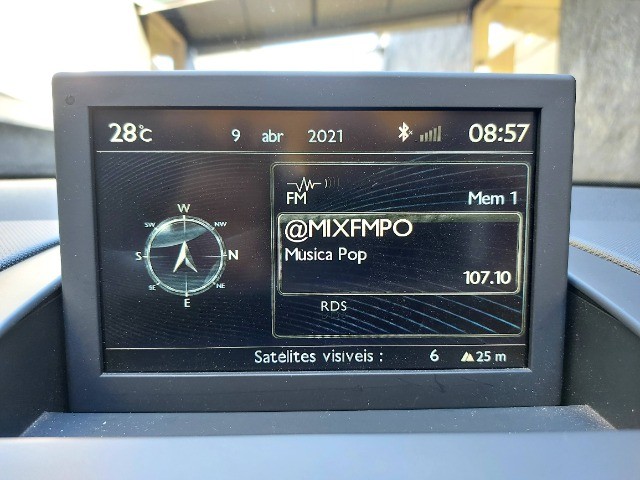 28°C 9 abr 2021 08:57
FM Mem 1
@MIXFMPO
Musica Pop
107.10
RDS
W
SW NW
S N
SE NE
E
Satélites visíveis : 6 25 m